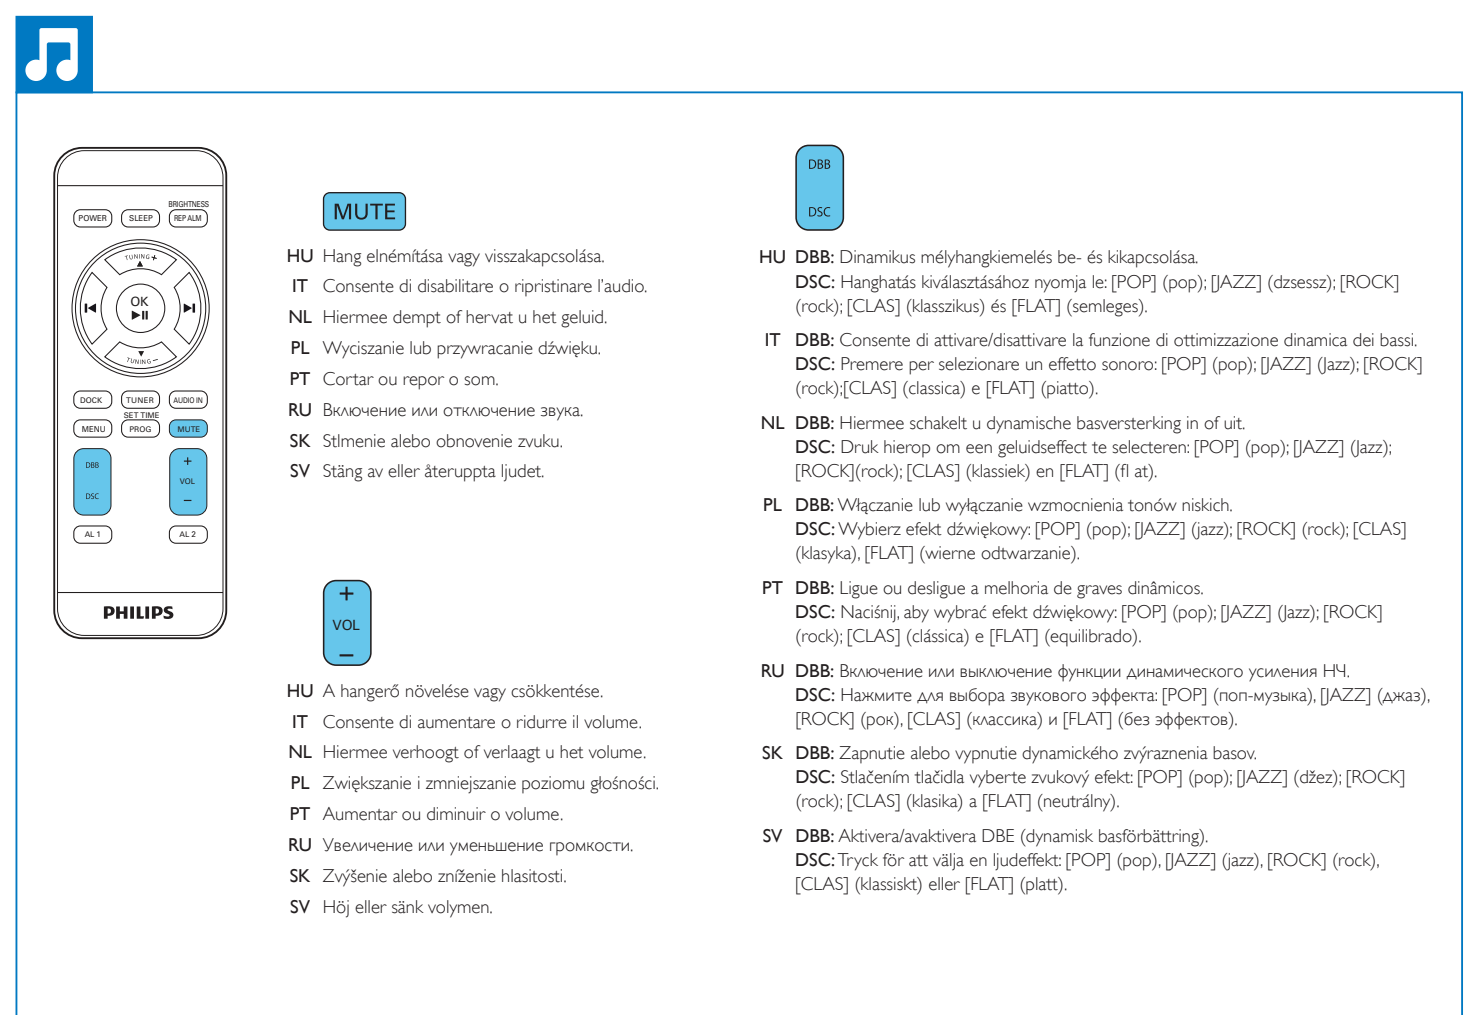 BRIGHTNESS
POWER SLEEP REP ALM
TUNING +
OK
TUNING −
DOCK TUNER AUDIO IN
SET TIME
MENU PROG MUTE
DBB + VOL −
DSC
AL 1 AL 2
PHILIPS
MUTE
HU Hang elnémítása vagy visszakapcsolása.
IT Consente di disabilitare o ripristinare l'audio.
NL Hiermee dempt of hervat u het geluid.
PL Wyciszanie lub przywracanie dźwięku.
PT Cortar ou repor o som.
RU Включение или отключение звука.
SK Stlmenie alebo obnovenie zvuku.
SV Stäng av eller återuppta ljudet.
+
VOL
−
HU A hangerő növelése vagy csökkentése.
IT Consente di aumentare o ridurre il volume.
NL Hiermee verhoogt of verlaagt u het volume.
PL Zwiększanie i zmniejszanie poziomu głośności.
PT Aumentar ou diminuir o volume.
RU Увеличение или уменьшение громкости.
SK Zvýšenie alebo zníženie hlasitosti.
SV Höj eller sänk volymen.
DBB
DSC
HU DBB: Dinamikus mélyhangkiemelés be- és kikapcsolása.
DSC: Hanghatás kiválasztásához nyomja le: [POP] (pop); [JAZZ] (dzsessz); [ROCK]
(rock); [CLAS] (klasszikus) és [FLAT] (semleges).
IT DBB: Consente di attivare/disattivare la funzione di ottimizzazione dinamica dei bassi.
DSC: Premere per selezionare un effetto sonoro: [POP] (pop); [JAZZ] (Jazz); [ROCK]
(rock);[CLAS] (classica) e [FLAT] (piatto).
NL DBB: Hiermee schakelt u dynamische basversterking in of uit.
DSC: Druk hierop om een geluidseffect te selecteren: [POP] (pop); [JAZZ] (Jazz);
[ROCK](rock); [CLAS] (klassiek) en [FLAT] (fl at).
PL DBB: Włączanie lub wyłączanie wzmocnienia tonów niskich.
DSC: Wybierz efekt dźwiękowy: [POP] (pop); [JAZZ] (jazz); [ROCK] (rock); [CLAS]
(klasyka), [FLAT] (wierne odtwarzanie).
PT DBB: Ligue ou desligue a melhoria de graves dinâmicos.
DSC: Naciśnij, aby wybrać efekt dźwiękowy: [POP] (pop); [JAZZ] (Jazz); [ROCK]
(rock); [CLAS] (clássica) e [FLAT] (equilibrado).
RU DBB: Включение или выключение функции динамического усиления НЧ.
DSC: Нажмите для выбора звукового эффекта: [POP] (поп-музыка), [JAZZ] (джаз),
[ROCK] (рок), [CLAS] (классика) и [FLAT] (без эффектов).
SK DBB: Zapnutie alebo vypnutie dynamického zvýraznenia basov.
DSC: Stlačením tlačidla vyberte zvukový efekt: [POP] (pop); [JAZZ] (džez); [ROCK]
(rock); [CLAS] (klasika) a [FLAT] (neutrálny).
SV DBB: Aktivera/avaktivera DBE (dynamisk basförbättring).
DSC: Tryck för att välja en ljudeffekt: [POP] (pop), [JAZZ] (jazz), [ROCK] (rock),
[CLAS] (klassiskt) eller [FLAT] (platt).